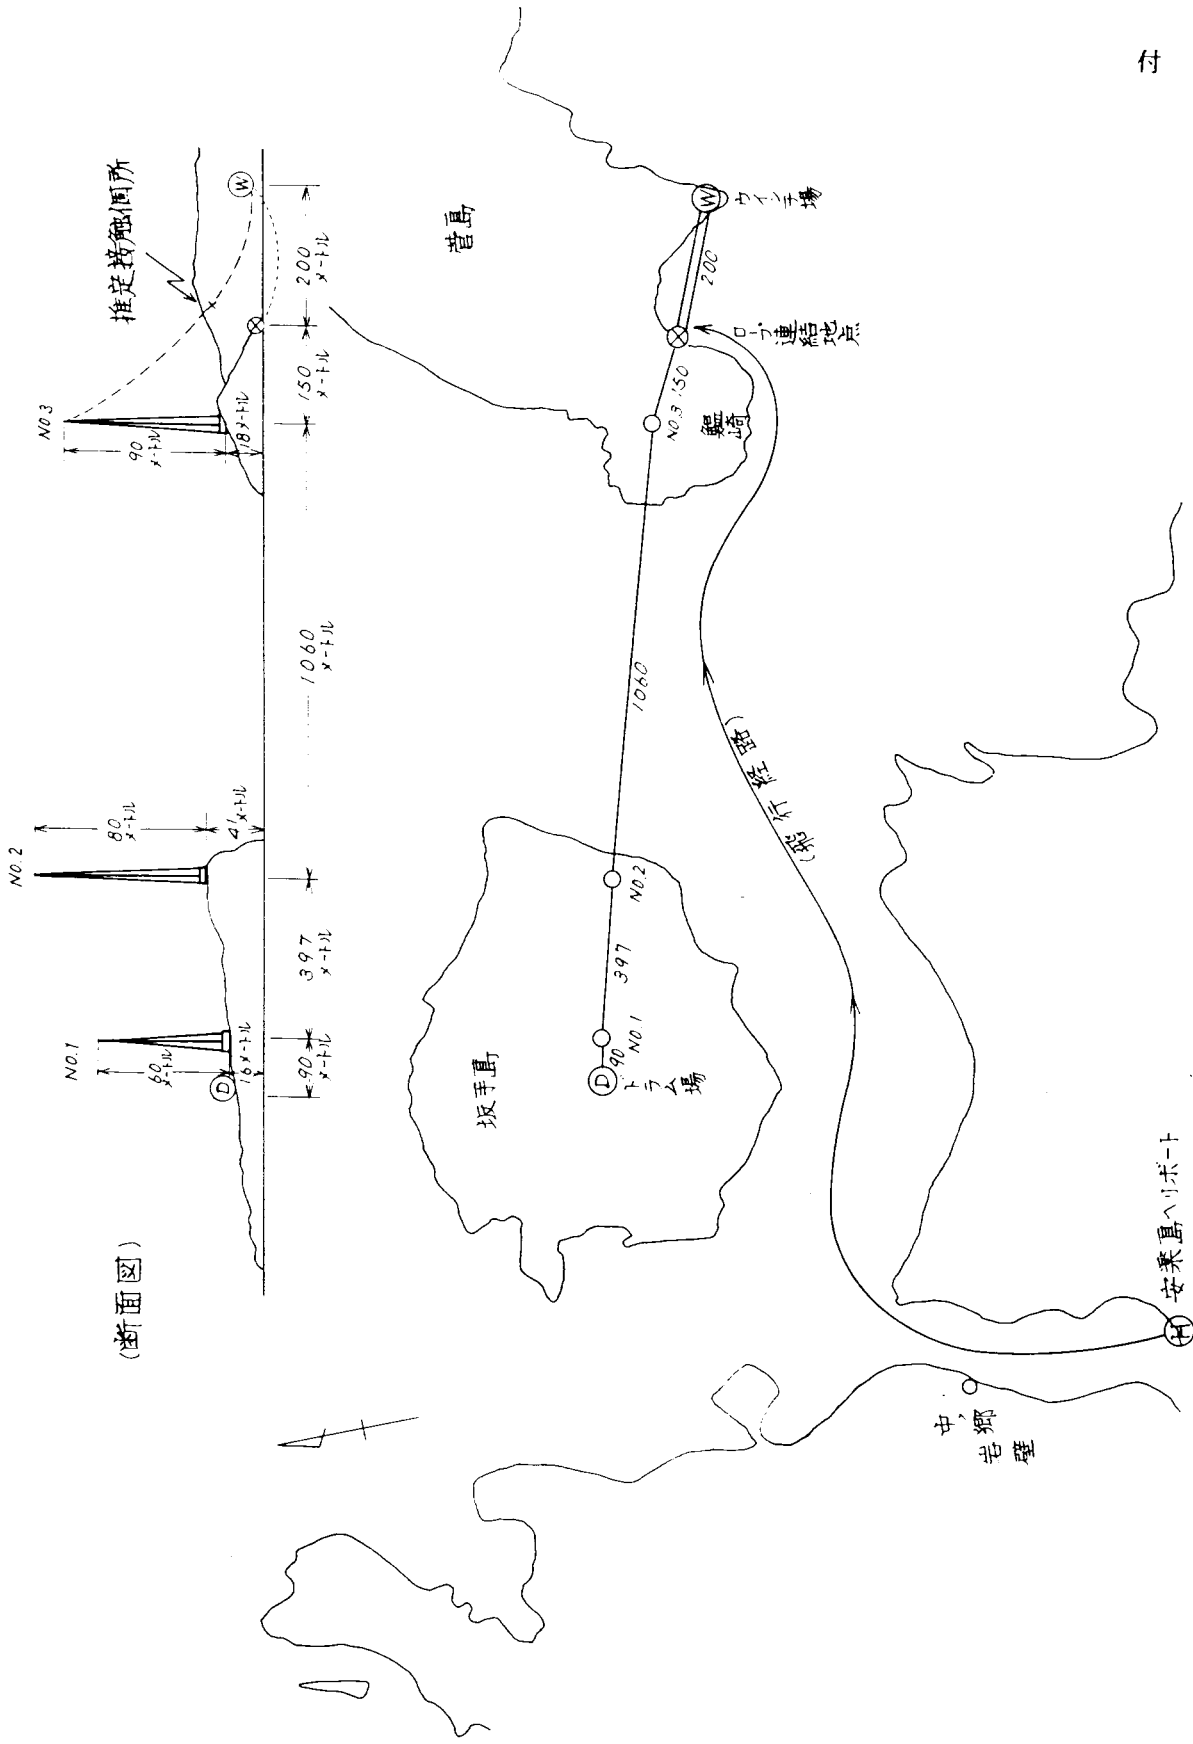 付
(断面図)
NO.1
60
メートル
16メートル
D
90
メートル
397
メートル
NO.2
80
メートル
41メートル
1060
メートル
NO.3
90
メートル
18メートル
150
メートル
200
メートル
推定接触個所
W
坂手島
D
トラム場
90
NO.1
397
NO.2
1060
菅島
NO.3
150
鰮崎
ロープ連結地点
200
W
ウインチ場
(飛行経路)
中ノ郷
岩壁
H
安楽島ヘリポート